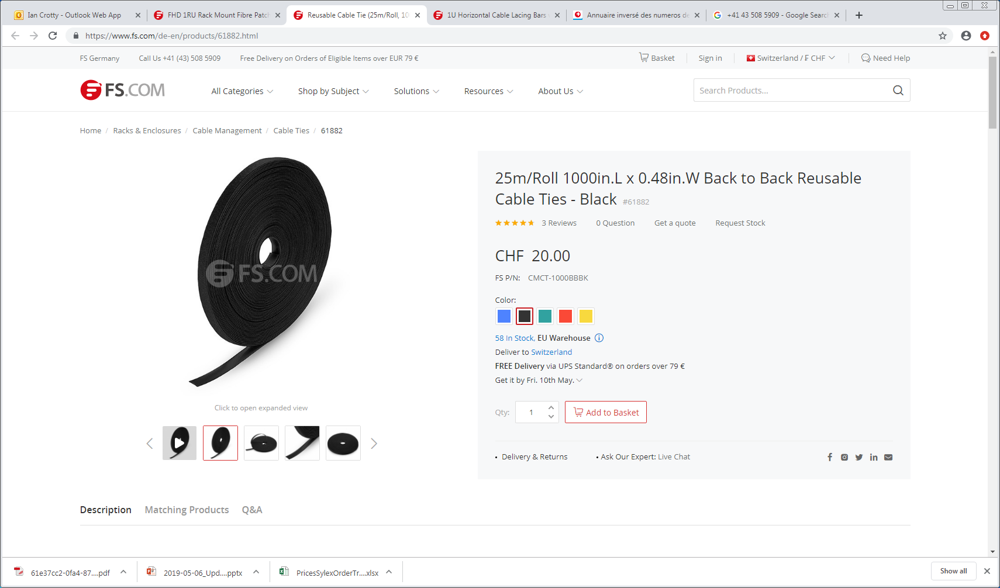 Ian Crotty - Outlook Web App
FHD 1RU Rack Mount Fibre Patch
Reusable Cable Tie (25m/Roll, 10
1U Horizontal Cable Lacing Bars
Annuaire inversé des numeros de
+41 43 508 5909 - Google Search
https://www.fs.com/de-en/products/61882.html
FS Germany
Call Us +41 (43) 508 5909
Free Delivery on Orders of Eligible Items over EUR 79 €
Basket
Sign in
Switzerland / ₣ CHF
Need Help
FS.COM
All Categories
Shop by Subject
Solutions
Resources
About Us
Search Products...
Home / Racks & Enclosures / Cable Management / Cable Ties / 61882
FS.COM
Click to open expanded view
25m/Roll 1000in.L x 0.48in.W Back to Back Reusable
Cable Ties - Black #61882
3 Reviews
0 Question
Get a quote
Request Stock
CHF 20.00
FS P/N: CMCT-1000BBBK
Color:
58 In Stock, EU Warehouse
Deliver to Switzerland
FREE Delivery via UPS Standard® on orders over 79 €
Get it by Fri. 10th May.
Qty: 1
Add to Basket
• Delivery & Returns
• Ask Our Expert: Live Chat
Description
Matching Products
Q&A
61e37cc2-0fa4-87....pdf
2019-05-06_Upd....pptx
PricesSylexOrderTr....xlsx
Show all